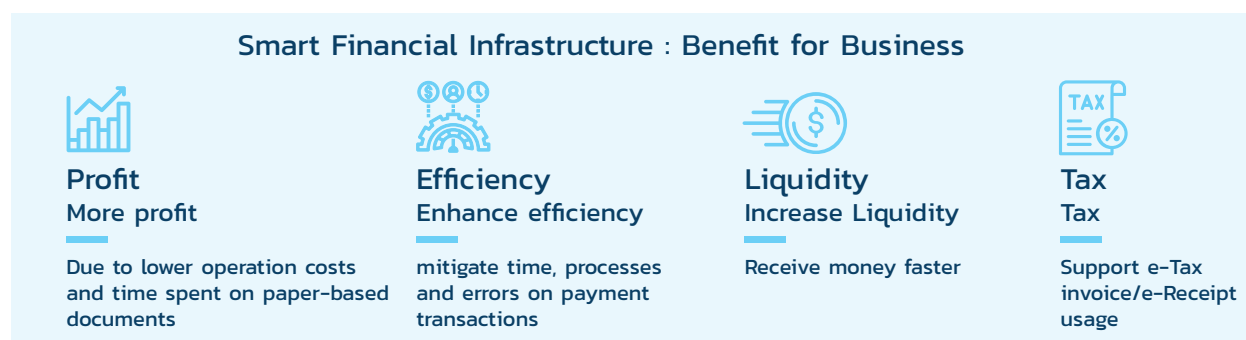 Smart Financial Infrastructure : Benefit for Business
$
TAX
%
$
Profit
More profit
Due to lower operation costs
and time spent on paper-based
documents
Efficiency
Enhance efficiency
mitigate time, processes
and errors on payment
transactions
Liquidity
Increase Liquidity
Receive money faster
Tax
Tax
Support e-Tax
invoice/e-Receipt
usage